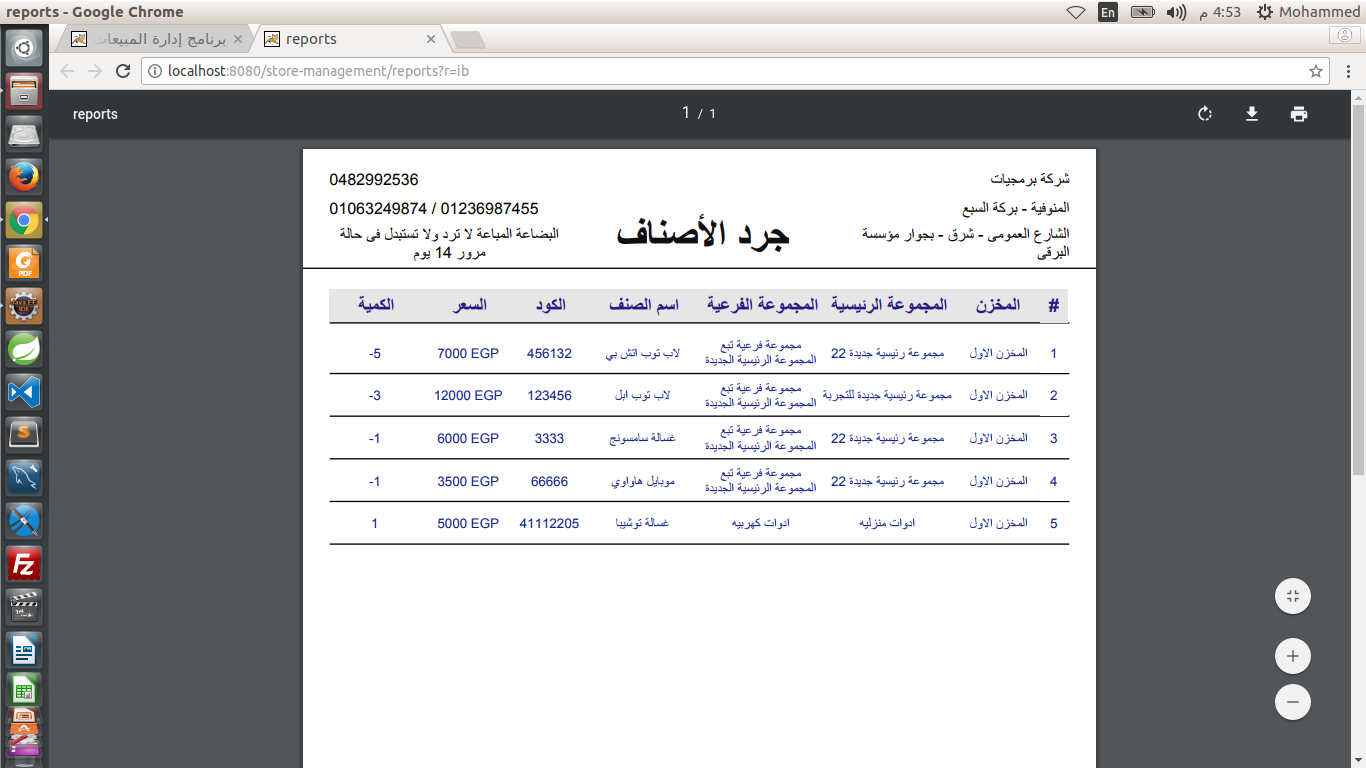 reports - Google Chrome
En
4:53 م
Mohammed
برنامج إدارة المبيعات
reports
localhost:8080/store-management/reports?r=ib
reports
1 / 1
شركة برمجيات
0482992536
المنوفية - بركة السبع
01063249874 / 01236987455
الشارع العمومى - شرق - بجوار مؤسسة
البرقى
جرد الأصناف
البضاعة المباعة لا ترد ولا تستبدل فى حالة
مرور 14 يوم
# المخزن المجموعة الرئيسية المجموعة الفرعية اسم الصنف الكود السعر الكمية
1 المخزن الاول مجموعة رئيسية جديدة 22 مجموعة فرعية تبع
المجموعة الرئيسية الجديدة
لاب توب اتش بي 456132 7000 EGP -5
2 المخزن الاول مجموعة رئيسية جديدة للتجربة مجموعة فرعية تبع
المجموعة الرئيسية الجديدة
لاب توب ابل 123456 12000 EGP -3
3 المخزن الاول مجموعة رئيسية جديدة 22 مجموعة فرعية تبع
المجموعة الرئيسية الجديدة
غسالة سامسونج 3333 6000 EGP -1
4 المخزن الاول مجموعة رئيسية جديدة 22 مجموعة فرعية تبع
المجموعة الرئيسية الجديدة
موبايل هاواوي 66666 3500 EGP -1
5 المخزن الاول ادوات منزليه ادوات كهربيه غسالة توشيبا 41112205 5000 EGP 1
PDF
Java EE
IDE
S
FZ